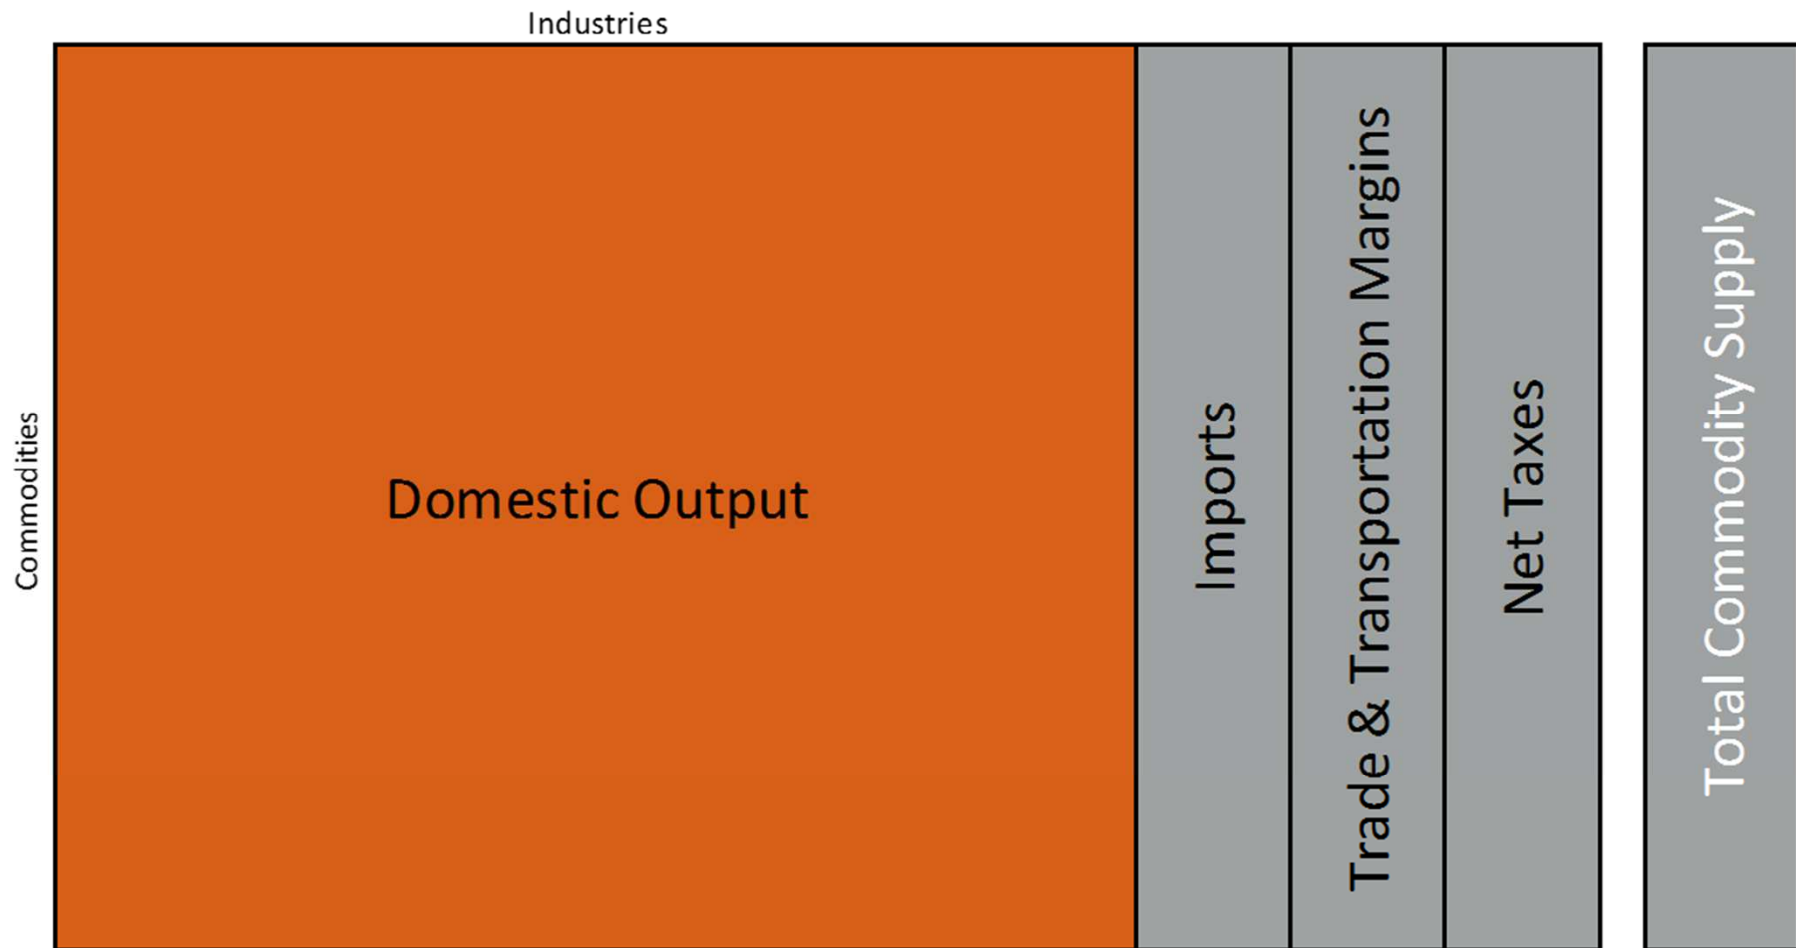 Industries
Commodities
Domestic Output
Imports
Trade & Transportation Margins
Net Taxes
Total Commodity Supply